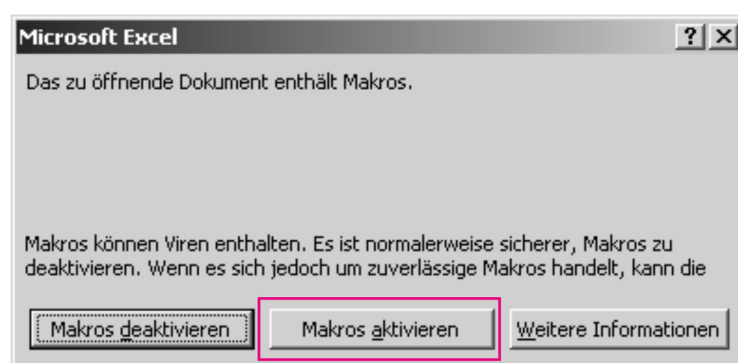 Microsoft Excel
Das zu öffnende Dokument enthält Makros.
Makros können Viren enthalten. Es ist normalerweise sicherer, Makros zu
deaktivieren. Wenn es sich jedoch um zuverlässige Makros handelt, kann die
Makros deaktivieren Makros aktivieren Weitere Informationen